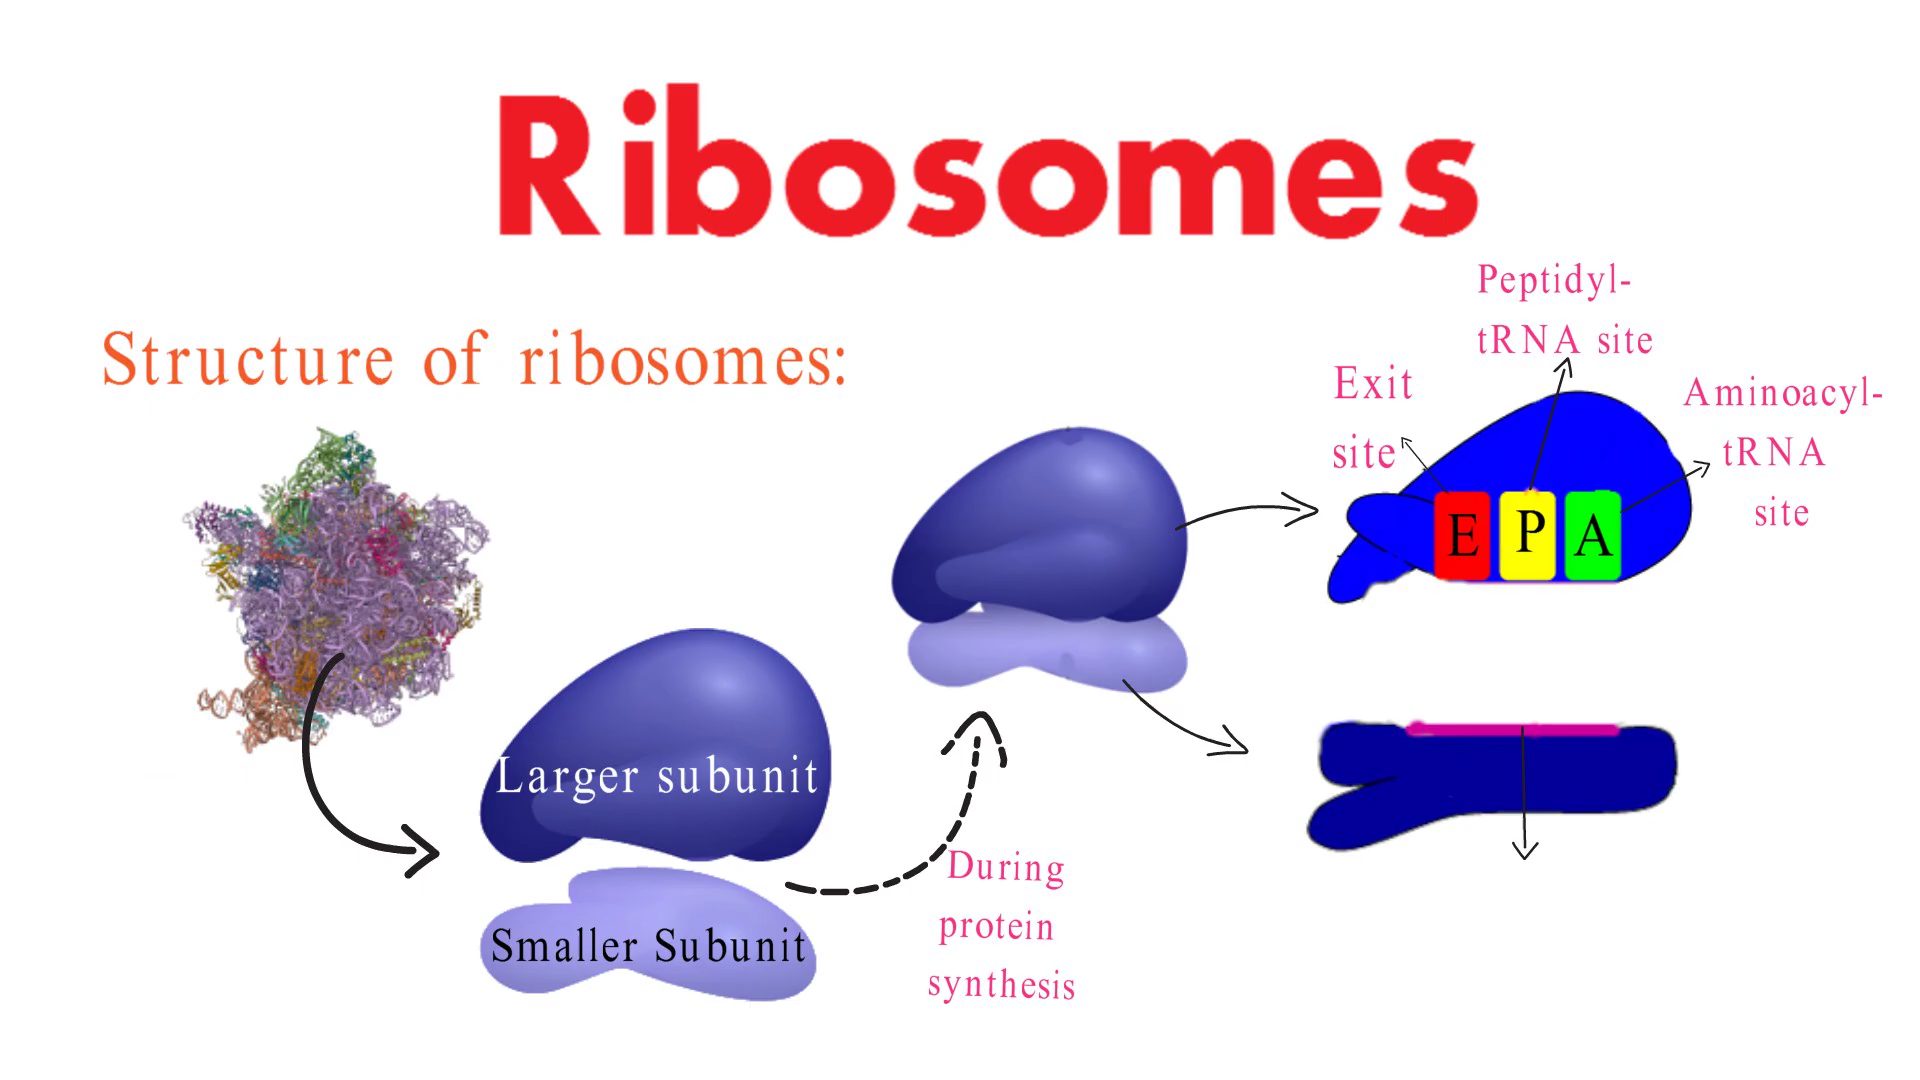 Ribosomes
Structure of ribosomes:
Peptidyl-
tRNA site
Exit
site
Aminoacyl-
tRNA
site
E P A
Larger subunit
Smaller Subunit
During
protein
synthesis